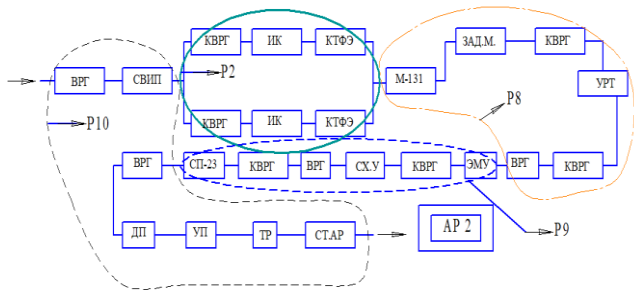 КВРГ ИК КТФЭ
ЗАД.М. КВРГ
ВРГ СВИП Р2 М-131 УРТ
Р10 КВРГ ИК КТФЭ Р8
ВРГ СП-23 КВРГ ВРГ СХ.У КВРГ ЭМУ ВРГ КВРГ
ДП УП ТР СТ.АР АР 2 Р9